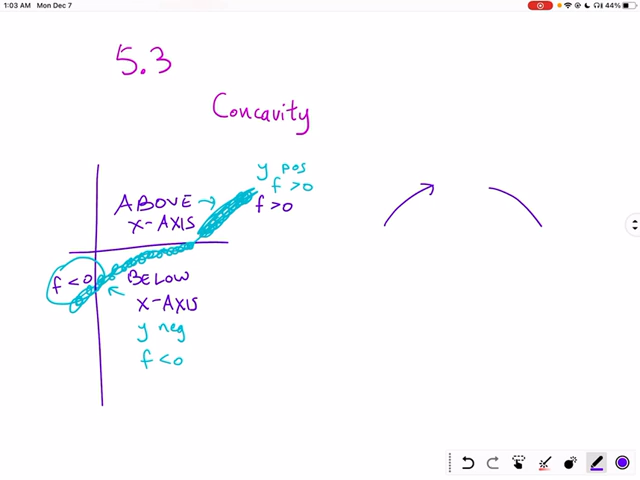 1:03 AM Mon Dec 7
44%
5.3
Concavity
y pos
f >0
ABOVE
X-AXIS
f >0
f <0
BELOW
X-AXIS
y neg
f <0